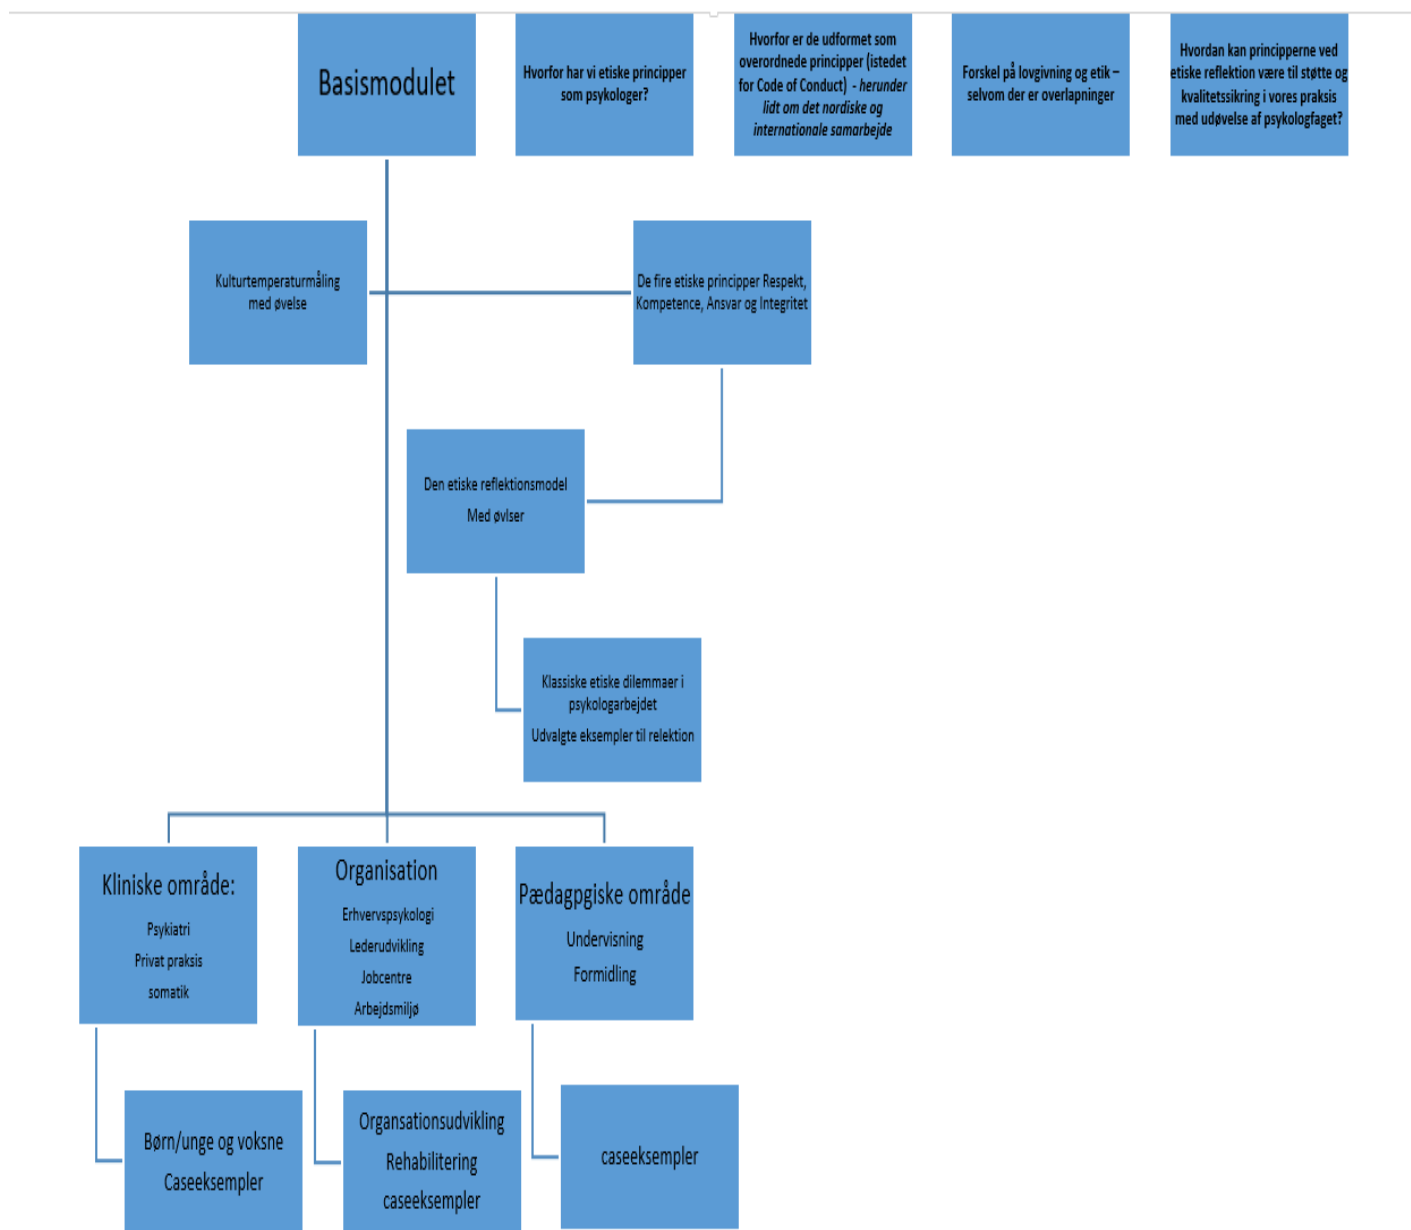 Basismodulet
Hvorfor har vi etiske principper
som psykologer?
Hvorfor er de udformet som
overordnede principper (istedet
for Code of Conduct) - herunder
lidt om det nordiske og
internationale samarbejde
Forskel på lovgivning og etik –
selvom der er overlapninger
Hvordan kan principperne ved
etiske reflektion være til støtte og
kvalitetssikring i vores praksis
med udøvelse af psykologfaget?
Kulturtemperaturmåling
med øvelse
De fire etiske principper Respekt,
Kompetence, Ansvar og Integritet
Den etiske reflektionsmodel
Med øvlser
Klassiske etiske dilemmaer i
psykologarbejdet
Udvalgte eksempler til relektion
Kliniske område:
Psykiatri
Privat praksis
somatik
Organisation
Erhvervspsykologi
Lederudvikling
Jobcentre
Arbejdsmiljø
Pædagpgiske område
Undervisning
Formidling
Børn/unge og voksne
Caseeksempler
Organsationsudvikling
Rehabilitering
caseeksempler
caseeksempler